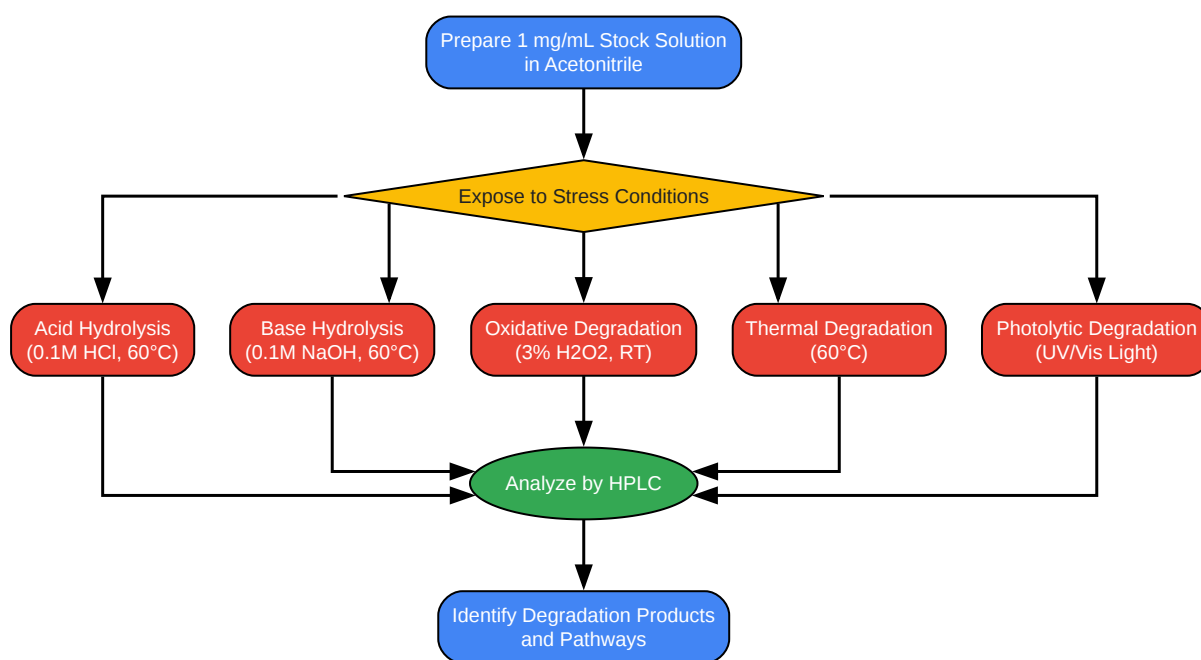 Prepare 1 mg/mL Stock Solution
in Acetonitrile
Expose to Stress Conditions
Acid Hydrolysis
(0.1M HCl, 60°C)
Base Hydrolysis
(0.1M NaOH, 60°C)
Oxidative Degradation
(3% H2O2, RT)
Thermal Degradation
(60°C)
Photolytic Degradation
(UV/Vis Light)
Analyze by HPLC
Identify Degradation Products
and Pathways